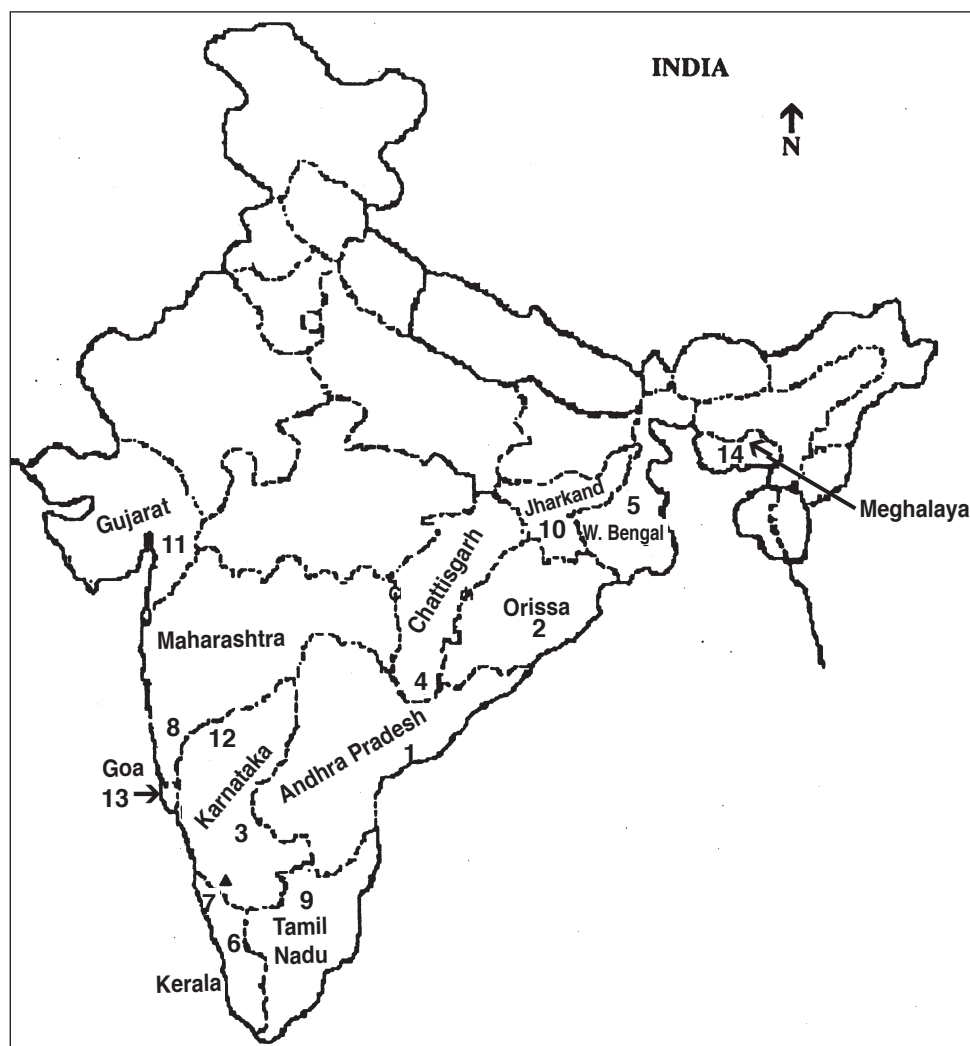 INDIA
N
14
Meghalaya
Gujarat
11
Jharkand
10
5
W. Bengal
Chattisgarh
4
Orissa
2
Maharashtra
8
12
Goa
13
Karnataka
3
Andhra Pradesh
1
7
9
Tamil
Nadu
6
Kerala